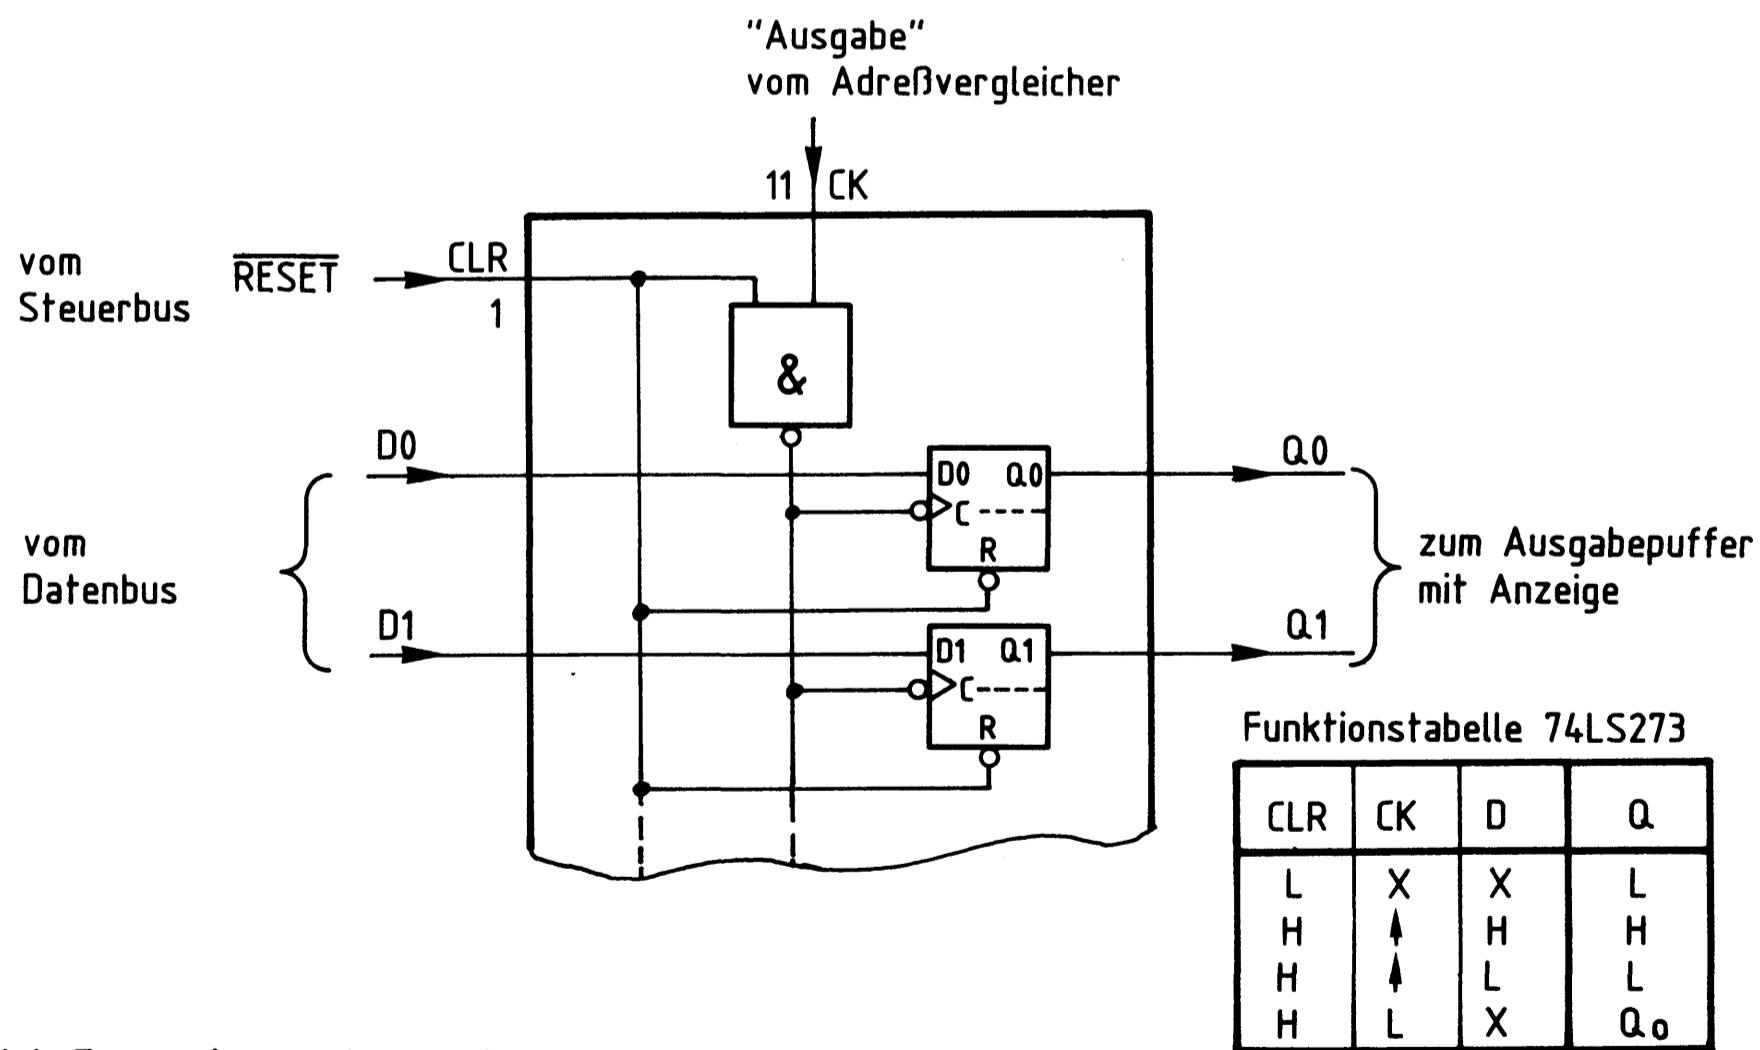 "Ausgabe"
vom Adreßvergleicher
11 CK
vom
Steuerbus
RESET
CLR
1
&
D0
D0 Q0
C
R
Q0
vom
Datenbus
zum Ausgabepuffer
mit Anzeige
D1
D1 Q1
C
R
Q1
Funktionstabelle 74LS273
CLR CK D Q
L X X L
H ↑ H H
H ↑ L L
H L X Q₀